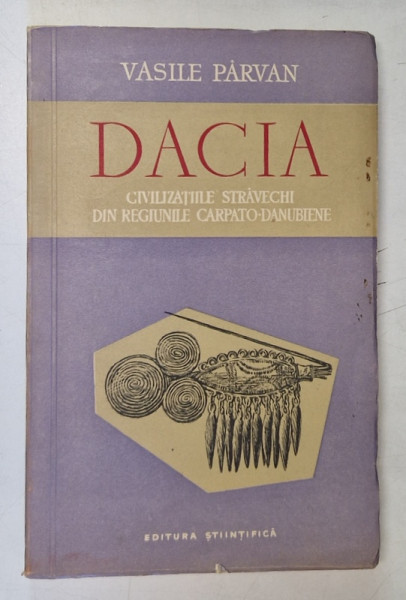 VASILE PÂRVAN
DACIA
CIVILIZAȚIILE STRĂVECHI
DIN REGIUNILE CARPATO-DANUBIENE
EDITURA ȘTIINȚIFICĂ